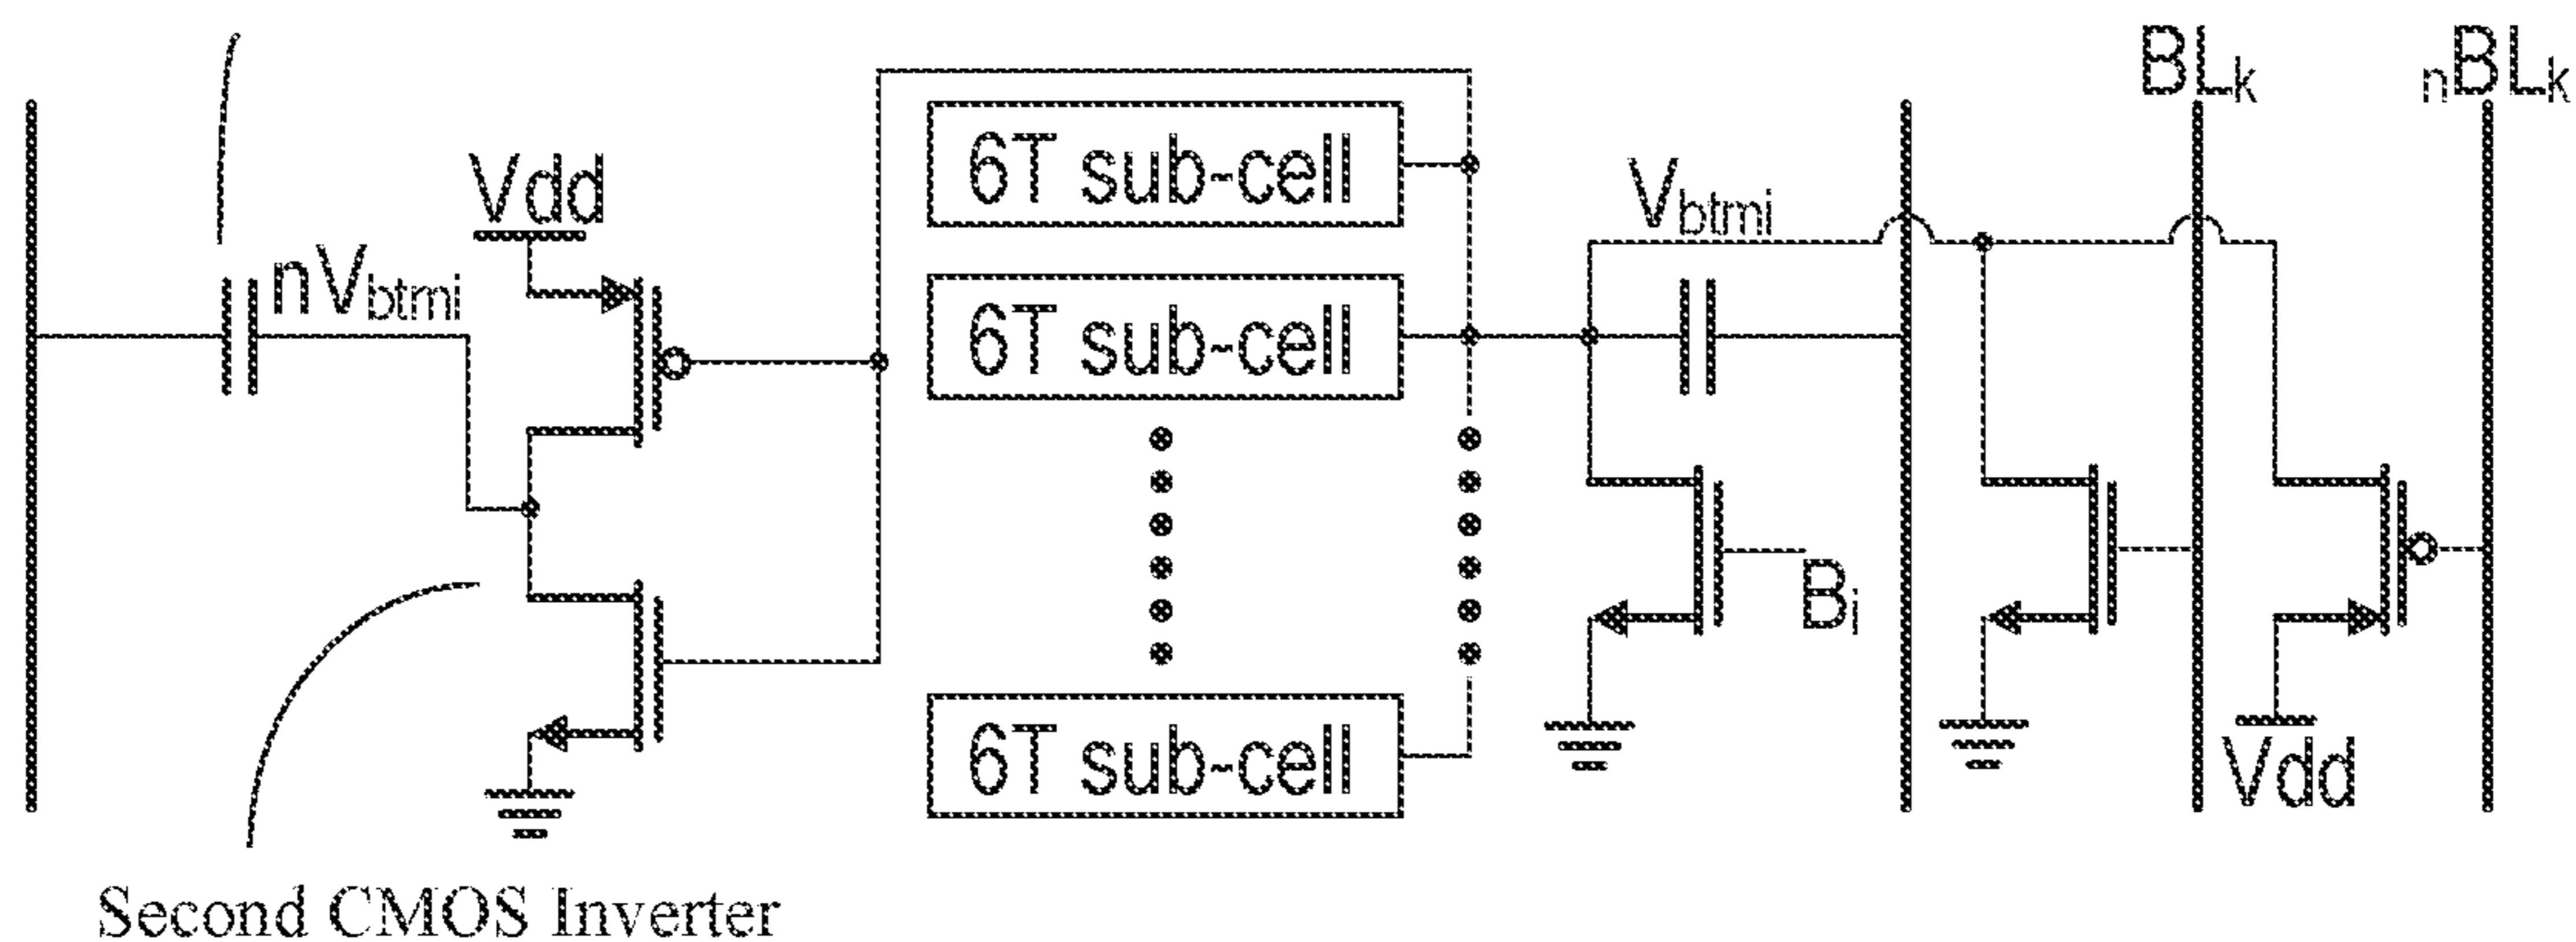 BLk
nBLk
Vdd
nVbtmi
6T sub-cell
6T sub-cell
6T sub-cell
Vbtmi
Bi
Vdd
Second CMOS Inverter